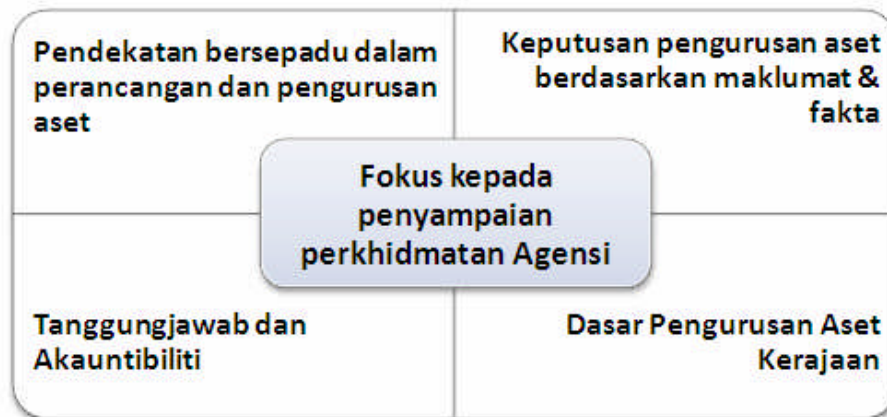 Pendekatan bersepadu dalam
perancangan dan pengurusan
aset
Keputusan pengurusan aset
berdasarkan maklumat &
fakta
Fokus kepada
penyampaian
perkhidmatan Agensi
Tanggungjawab dan
Akauntibiliti
Dasar Pengurusan Aset
Kerajaan